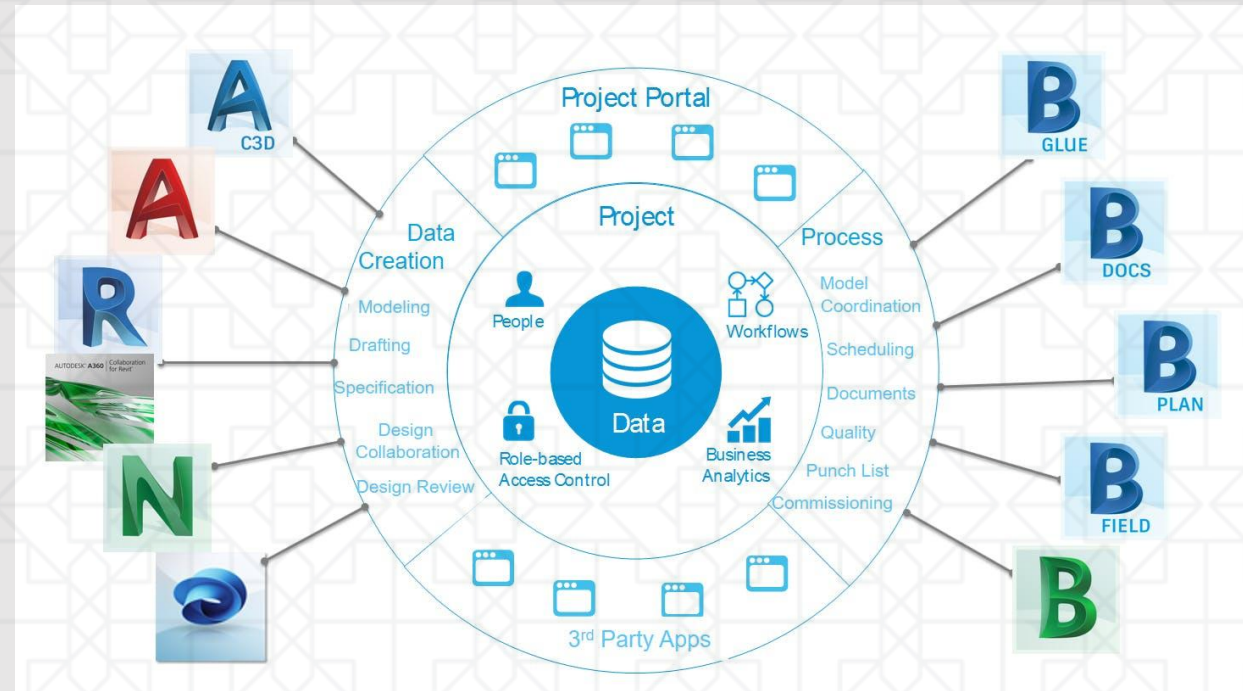 Project Portal
A
C3D
A
R
AUTODESK® A360
Collaboration
for Revit®
N
Data
Creation
Modeling
Drafting
Specification
Design
Collaboration
Design Review
Project
People
Workflows
Data
Role-based
Access Control
Business
Analytics
Process
Model
Coordination
Scheduling
Documents
Quality
Punch List
Commissioning
3rd Party Apps
B
GLUE
B
DOCS
B
PLAN
B
FIELD
B